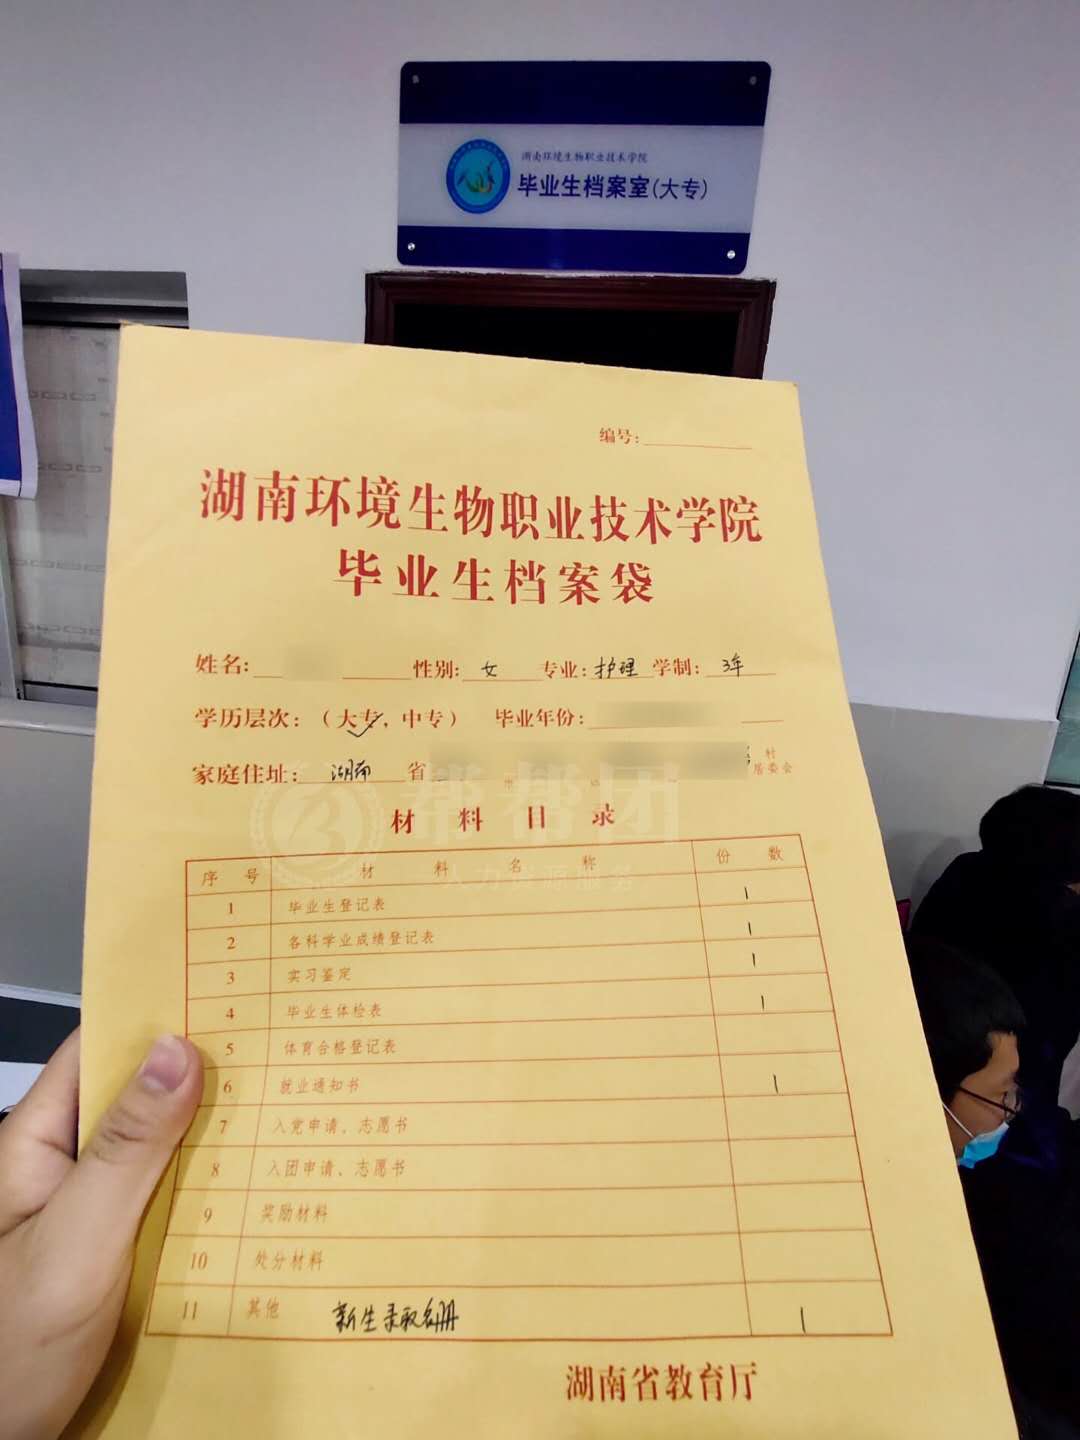 湖南环境生物职业技术学院
毕业生档案室(大专)
编号:
湖南环境生物职业技术学院
毕业生档案袋
姓名: 性别: 女 专业: 护理 学制: 3年
学历层次: (大专, 中专) 毕业年份:
家庭住址: 湖南 省 村
居委会
材料目录
帮帮团
人力资源服务
序号 材料名称 份数
1 毕业生登记表 1
2 各科学业成绩登记表 1
3 实习鉴定 1
4 毕业生体检表 1
5 体育合格登记表
6 就业通知书 1
7 入党申请、志愿书
8 入团申请、志愿书
9 奖励材料
10 处分材料
11 其他 新生录取名册 1
湖南省教育厅